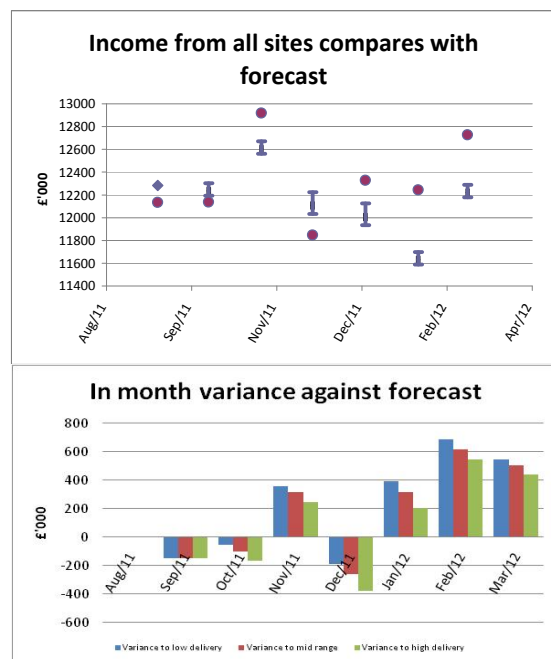 Income from all sites compares with
forecast
£'000
13000
12800
12600
12400
12200
12000
11800
11600
11400
Aug/11
Sep/11
Nov/11
Dec/11
Feb/12
Apr/12
In month variance against forecast
£'000
800
600
400
200
0
-200
-400
-600
Aug/11
Sep/11
Oct/11
Nov/11
Dec/11
Jan/12
Feb/12
Mar/12
Variance to low delivery Variance to mid range Variance to high delivery